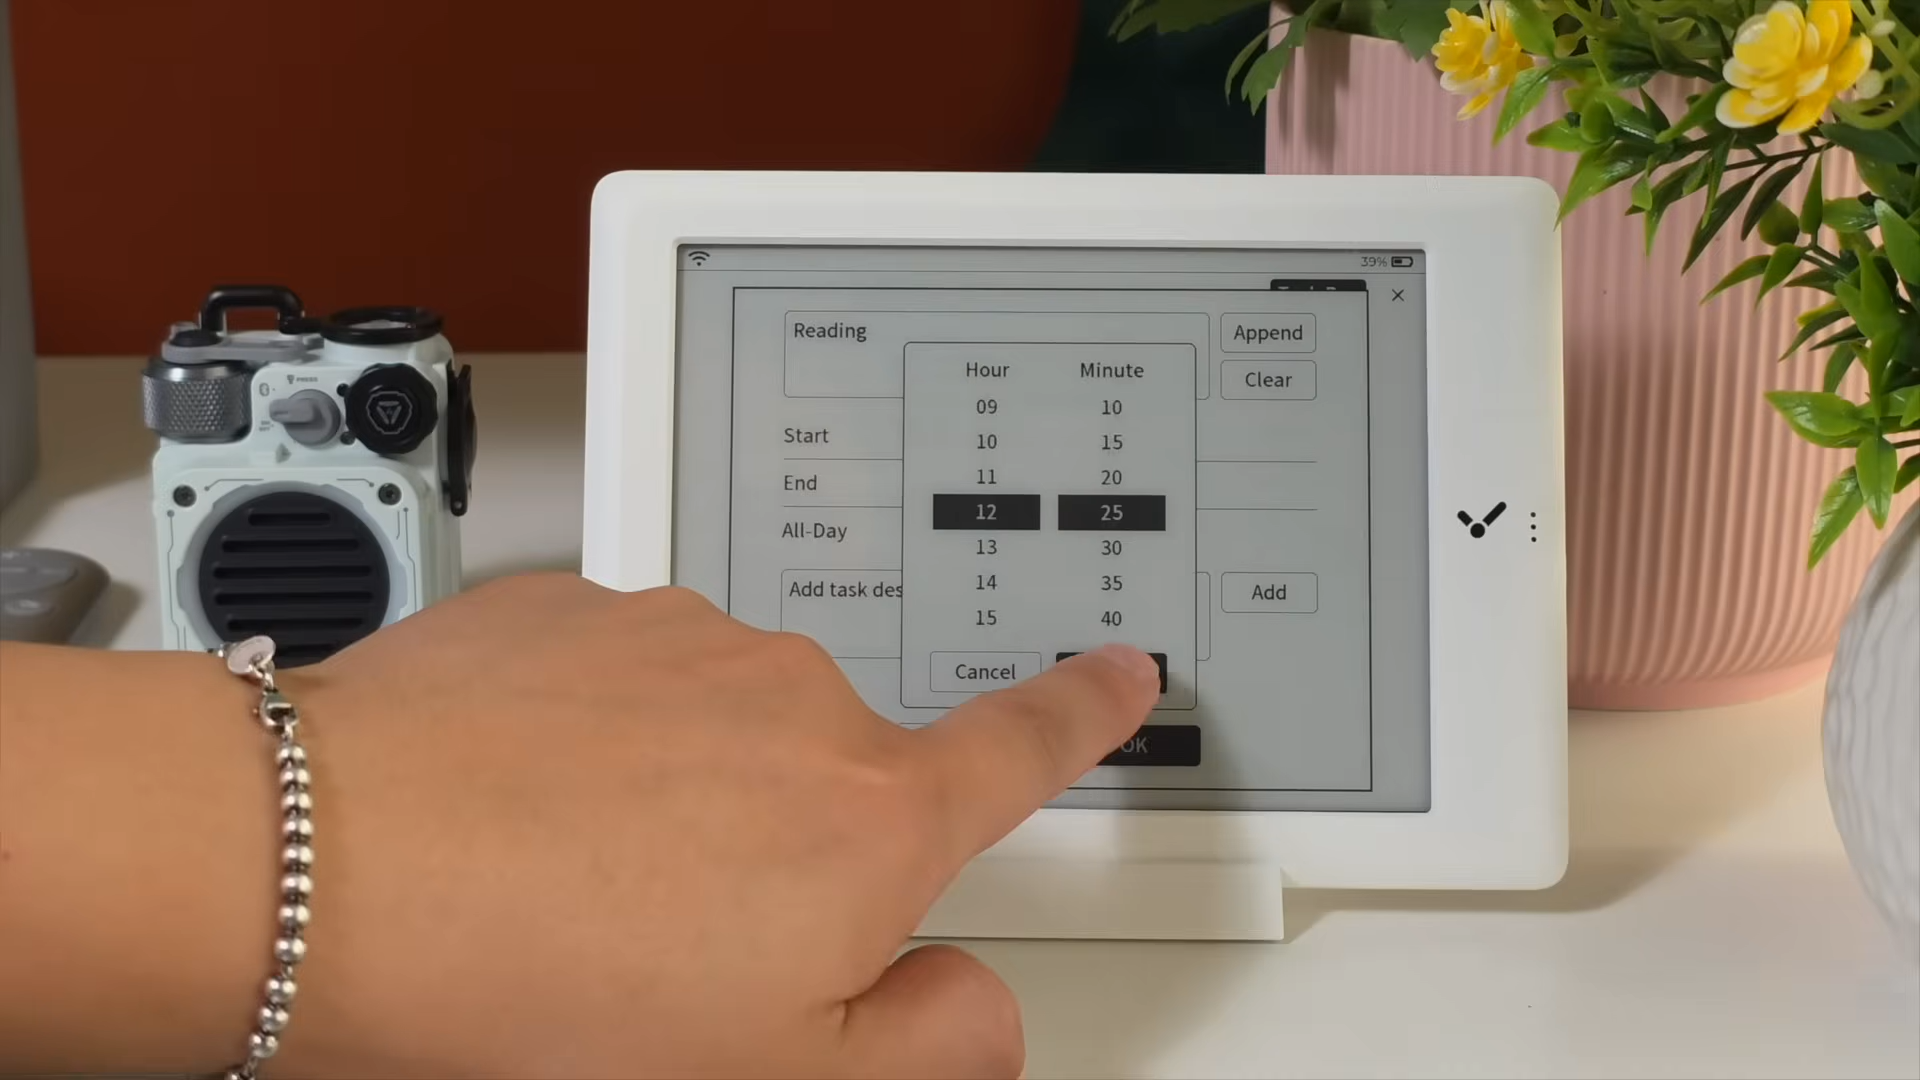 39%
Reading
Append
Clear
Hour Minute
09 10
10 15
11 20
12 25
13 30
14 35
15 40
Start
End
All-Day
Add task des
Add
Cancel
OK
PRESS